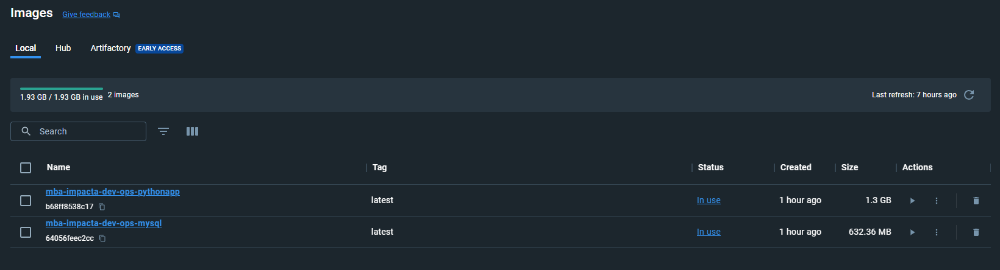 Images Give feedback
Local Hub Artifactory EARLY ACCESS
1.93 GB / 1.93 GB in use 2 images Last refresh: 7 hours ago
Search
Name Tag Status Created Size Actions
mba-impacta-dev-ops-pythonapp
latest In use 1 hour ago 1.3 GB
b68ff8538c17
mba-impacta-dev-ops-mysql
latest In use 1 hour ago 632.36 MB
64056feec2cc